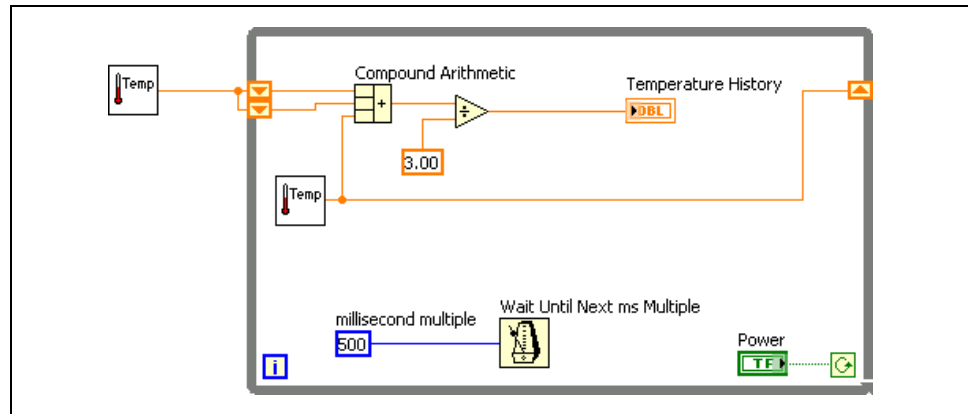 Temp
Compound Arithmetic
+
÷
3.00
Temperature History
DBL
Temp
millisecond multiple
500
Wait Until Next ms Multiple
Power
TF
i